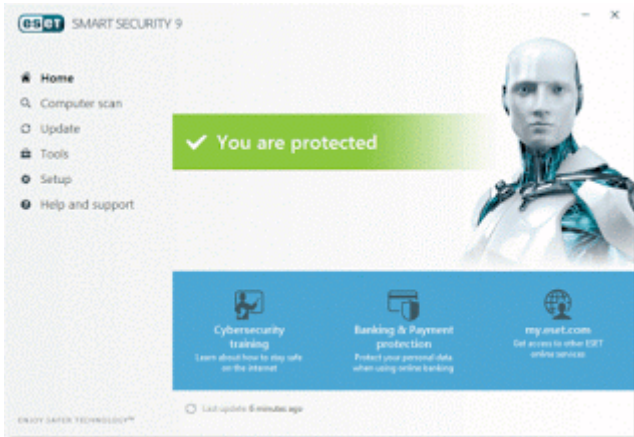 eseT SMART SECURITY 9
Home
Computer scan
Update
Tools
Setup
Help and support
You are protected
Cybersecurity
training
Learn about how to stay safe
on the internet
Banking & Payment
protection
Protect your personal data
when using online banking
my.eset.com
Get access to other ESET
online services
Last update 6 minutes ago
ENJOY SAFER TECHNOLOGY™